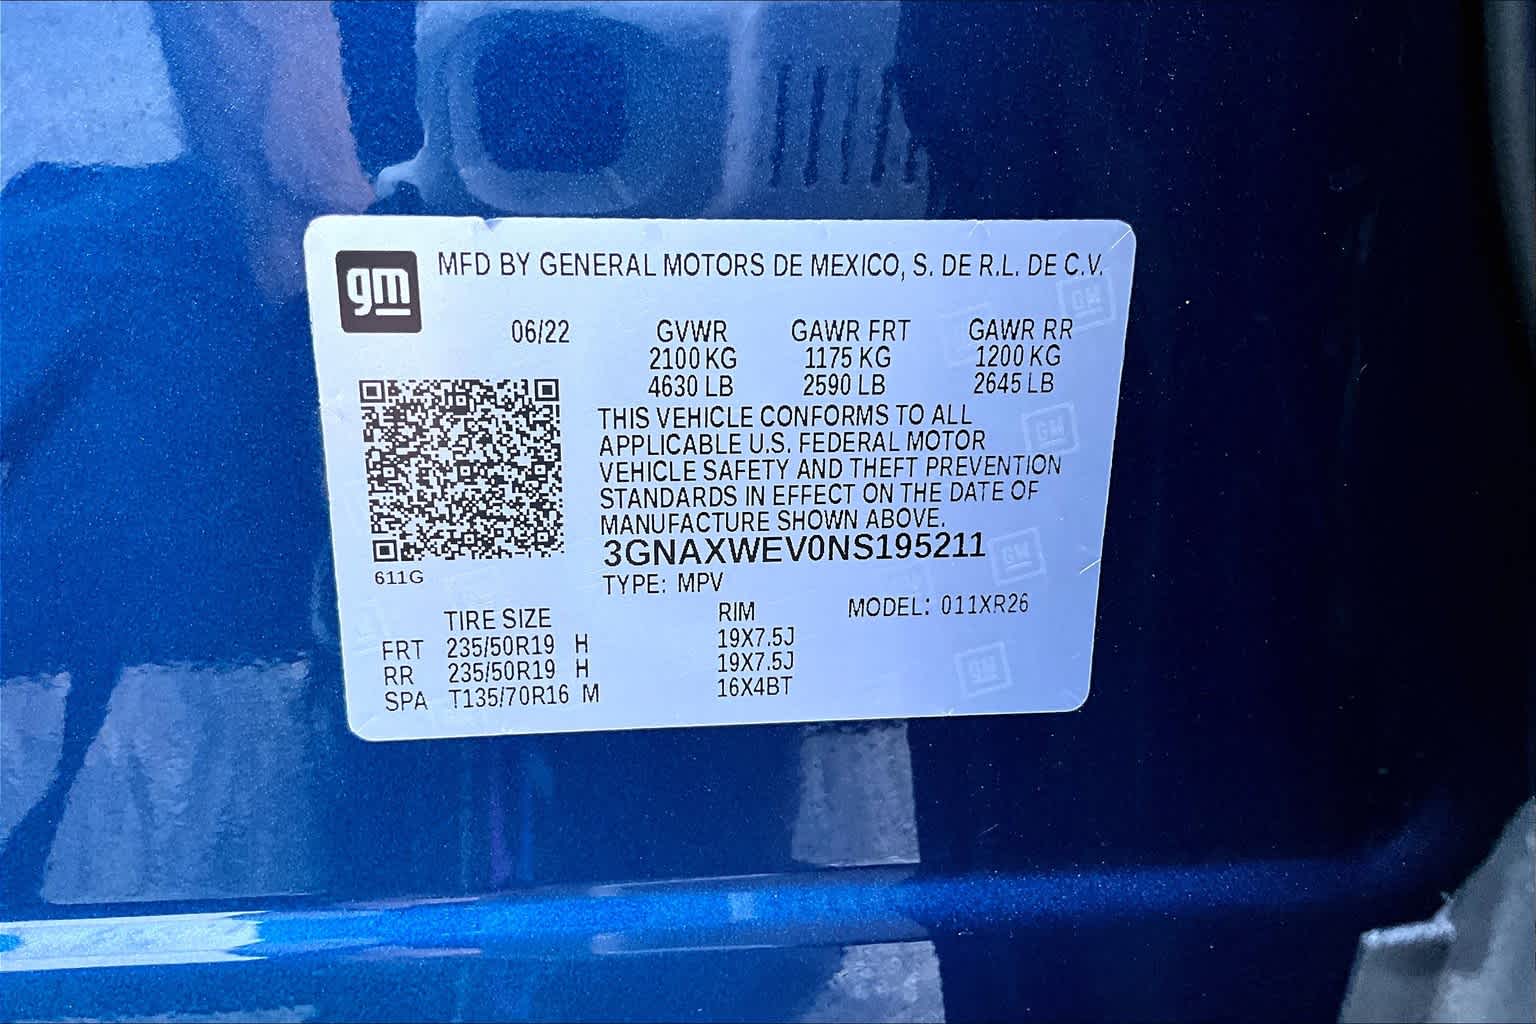 gm
MFD BY GENERAL MOTORS DE MEXICO, S. DE R.L. DE C.V.
06/22 GVWR GAWR FRT GAWR RR
2100 KG 1175 KG 1200 KG
4630 LB 2590 LB 2645 LB
THIS VEHICLE CONFORMS TO ALL
APPLICABLE U.S. FEDERAL MOTOR
VEHICLE SAFETY AND THEFT PREVENTION
STANDARDS IN EFFECT ON THE DATE OF
MANUFACTURE SHOWN ABOVE.
3GNAXWEV0NS195211
611G
TYPE: MPV
TIRE SIZE RIM MODEL: 011XR26
FRT 235/50R19 H 19X7.5J
RR 235/50R19 H 19X7.5J
SPA T135/70R16 M 16X4BT